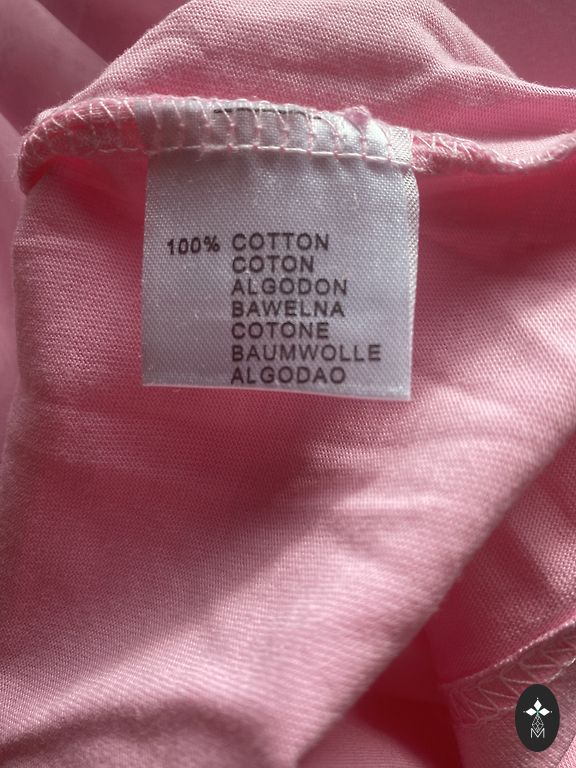 100% COTTON
COTON
ALGODON
BAWELNA
COTONE
BAUMWOLLE
ALGODAO
M